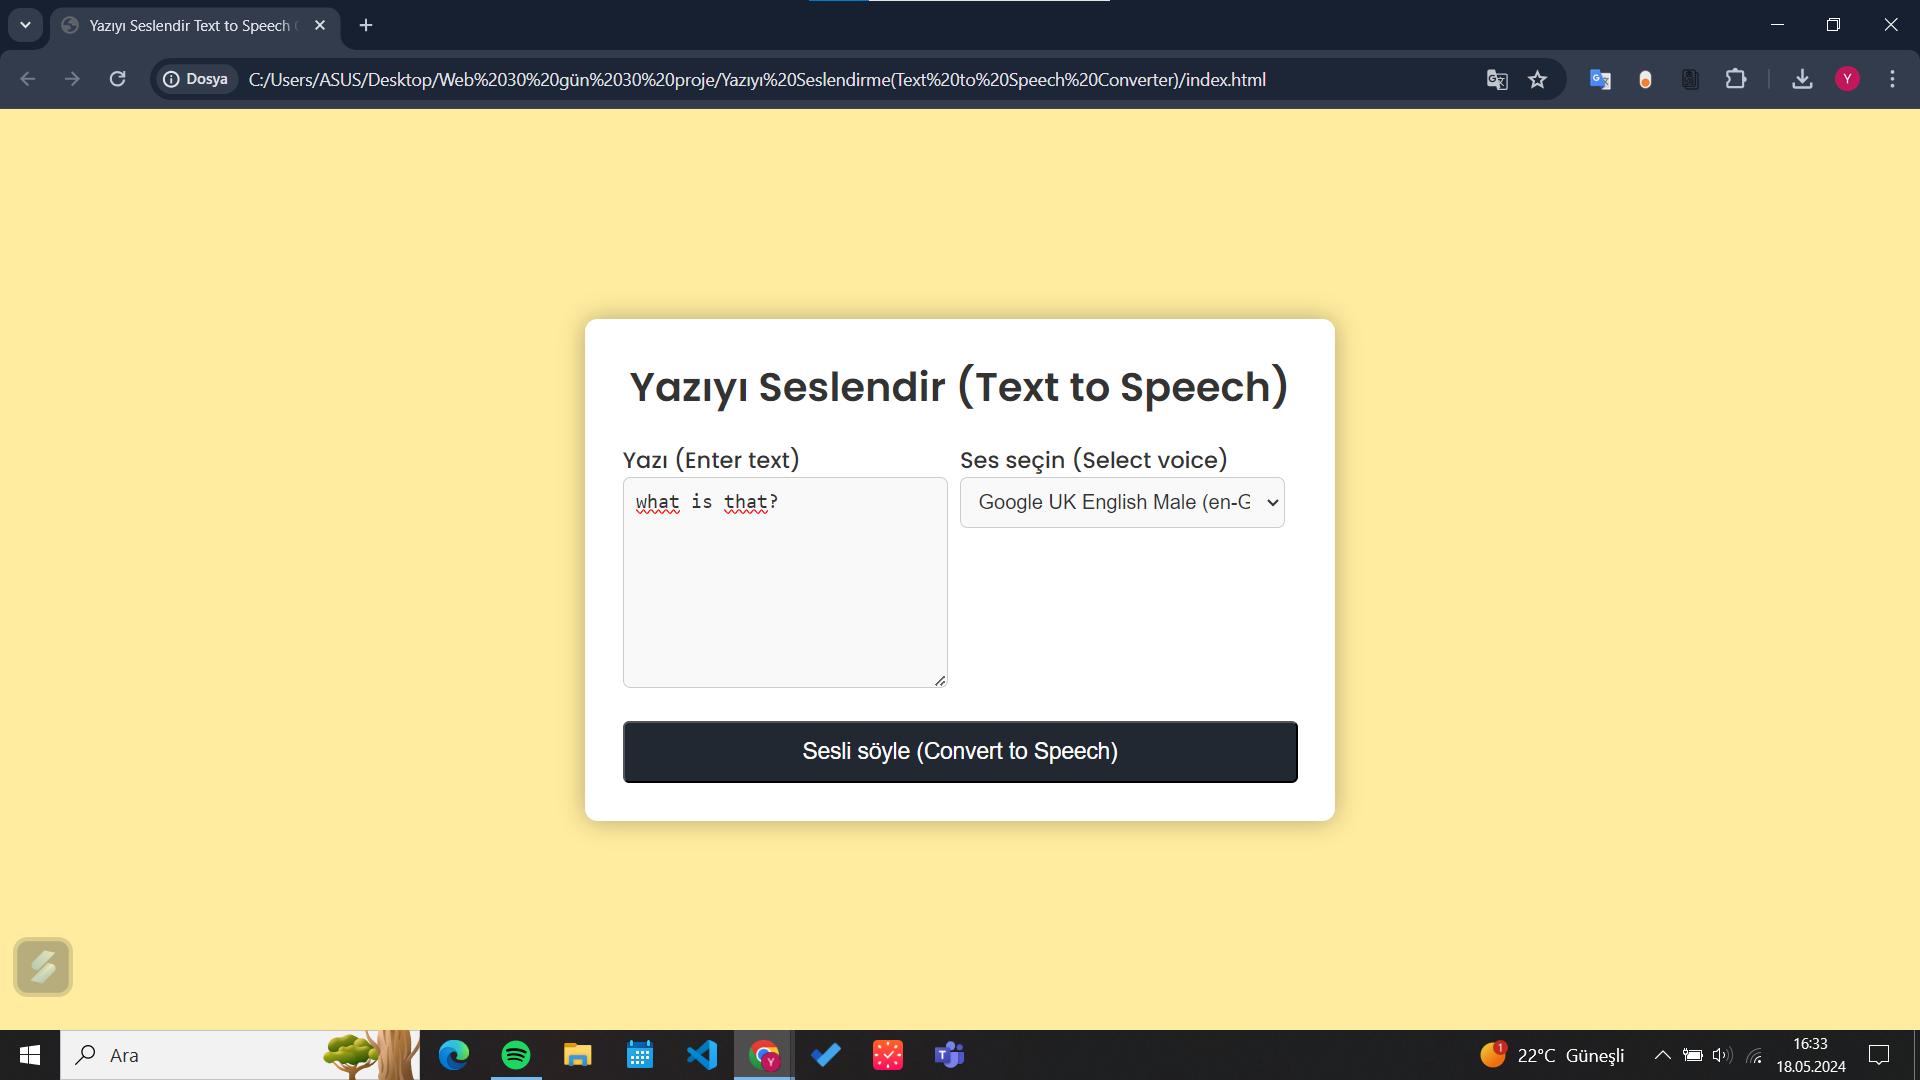 Yazıyı Seslendir Text to Speech
Dosya
C:/Users/ASUS/Desktop/Web%2030%20gün%2030%20proje/Yazıyı%20Seslendirme(Text%20to%20Speech%20Converter)/index.html
Y
Yazıyı Seslendir (Text to Speech)
Yazı (Enter text)
Ses seçin (Select voice)
what is that?
Google UK English Male (en-G
Sesli söyle (Convert to Speech)
Ara
Y
T
1
22°C Güneşli
16:33
18.05.2024